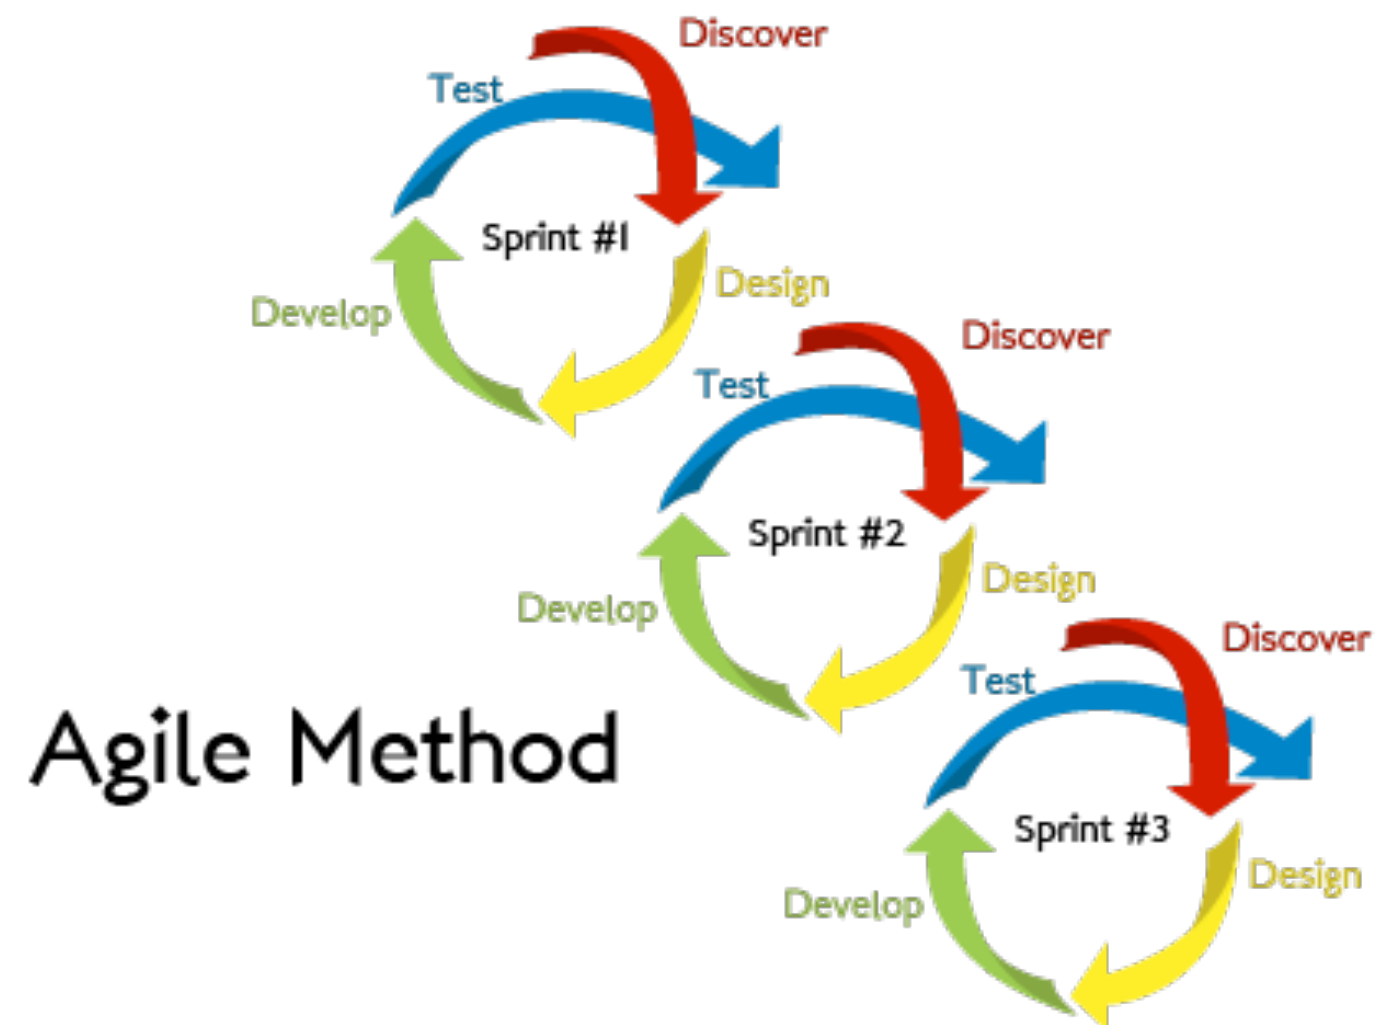 Discover
Test
Sprint #1
Design
Develop
Discover
Test
Sprint #2
Design
Develop
Discover
Test
Sprint #3
Design
Develop
Agile Method